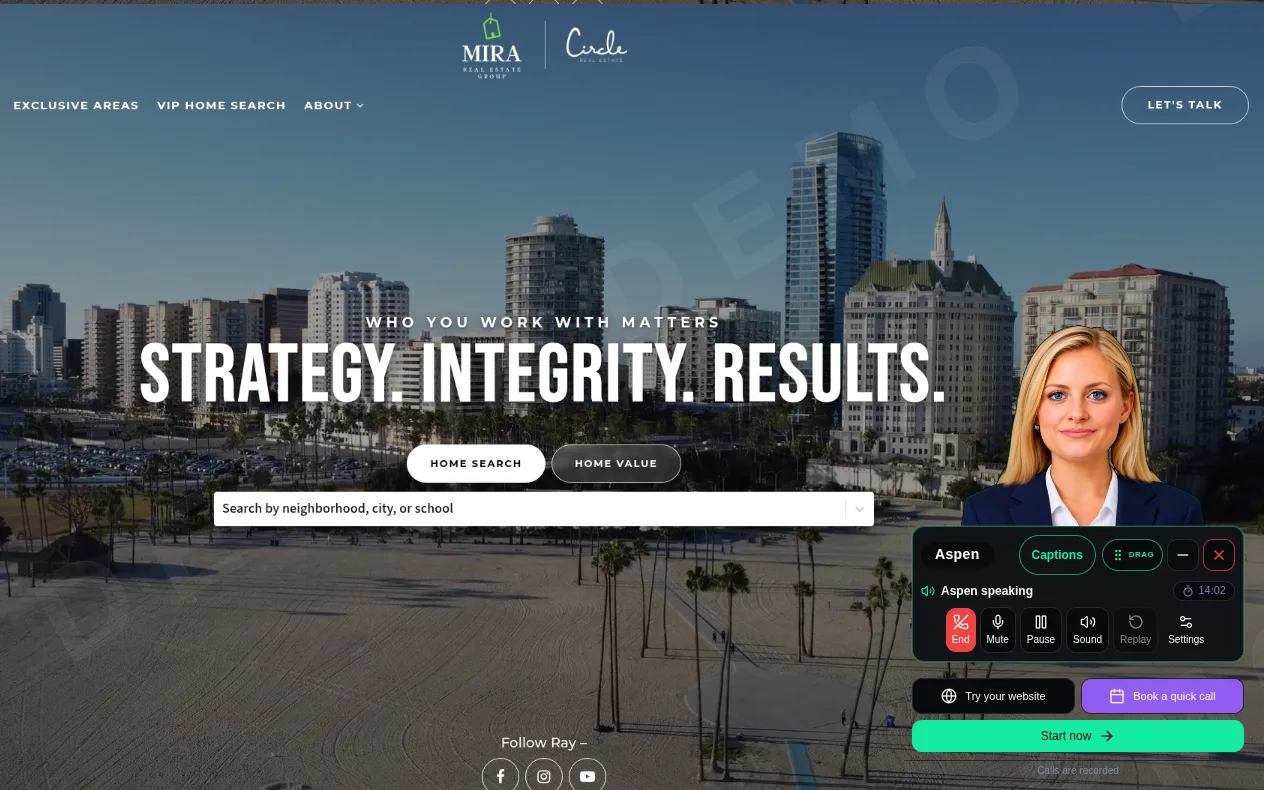 MIRA
REAL ESTATE
GROUP
Circle
REAL ESTATE
EXCLUSIVE AREAS
VIP HOME SEARCH
ABOUT
LET'S TALK
DEMO
WHO YOU WORK WITH MATTERS
STRATEGY. INTEGRITY. RESULTS.
HOME SEARCH
HOME VALUE
Search by neighborhood, city, or school
Follow Ray –
Aspen
Captions
DRAG
Aspen speaking
14:02
End
Mute
Pause
Sound
Replay
Settings
Try your website
Book a quick call
Start now
Calls are recorded